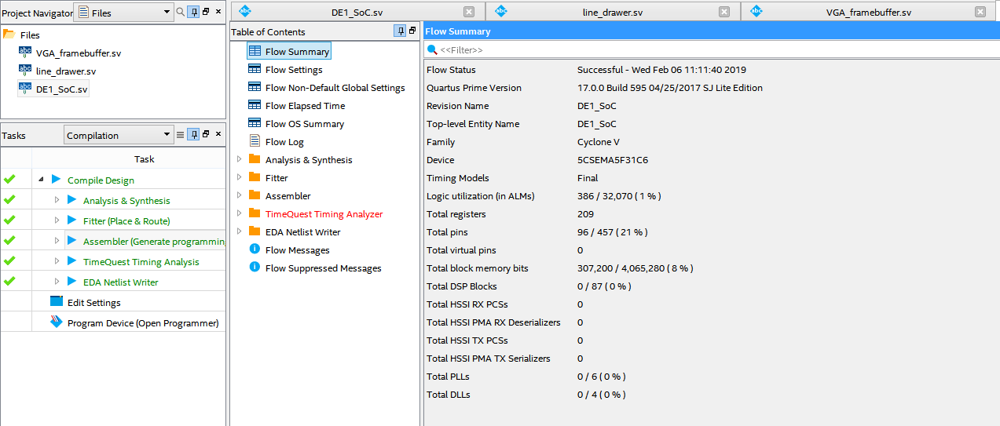 Project Navigator Files
Files
VGA_framebuffer.sv
line_drawer.sv
DE1_SoC.sv
Tasks Compilation
Task
Compile Design
Analysis & Synthesis
Fitter (Place & Route)
Assembler (Generate programming
TimeQuest Timing Analysis
EDA Netlist Writer
Edit Settings
Program Device (Open Programmer)
DE1_SoC.sv
line_drawer.sv
VGA_framebuffer.sv
Table of Contents
Flow Summary
Flow Settings
Flow Non-Default Global Settings
Flow Elapsed Time
Flow OS Summary
Flow Log
Analysis & Synthesis
Fitter
Assembler
TimeQuest Timing Analyzer
EDA Netlist Writer
Flow Messages
Flow Suppressed Messages
Flow Summary
<<Filter>>
Flow Status Successful - Wed Feb 06 11:11:40 2019
Quartus Prime Version 17.0.0 Build 595 04/25/2017 SJ Lite Edition
Revision Name DE1_SoC
Top-level Entity Name DE1_SoC
Family Cyclone V
Device 5CSEMA5F31C6
Timing Models Final
Logic utilization (in ALMs) 386 / 32,070 ( 1 % )
Total registers 209
Total pins 96 / 457 ( 21 % )
Total virtual pins 0
Total block memory bits 307,200 / 4,065,280 ( 8 % )
Total DSP Blocks 0 / 87 ( 0 % )
Total HSSI RX PCSs 0
Total HSSI PMA RX Deserializers 0
Total HSSI TX PCSs 0
Total HSSI PMA TX Serializers 0
Total PLLs 0 / 6 ( 0 % )
Total DLLs 0 / 4 ( 0 % )